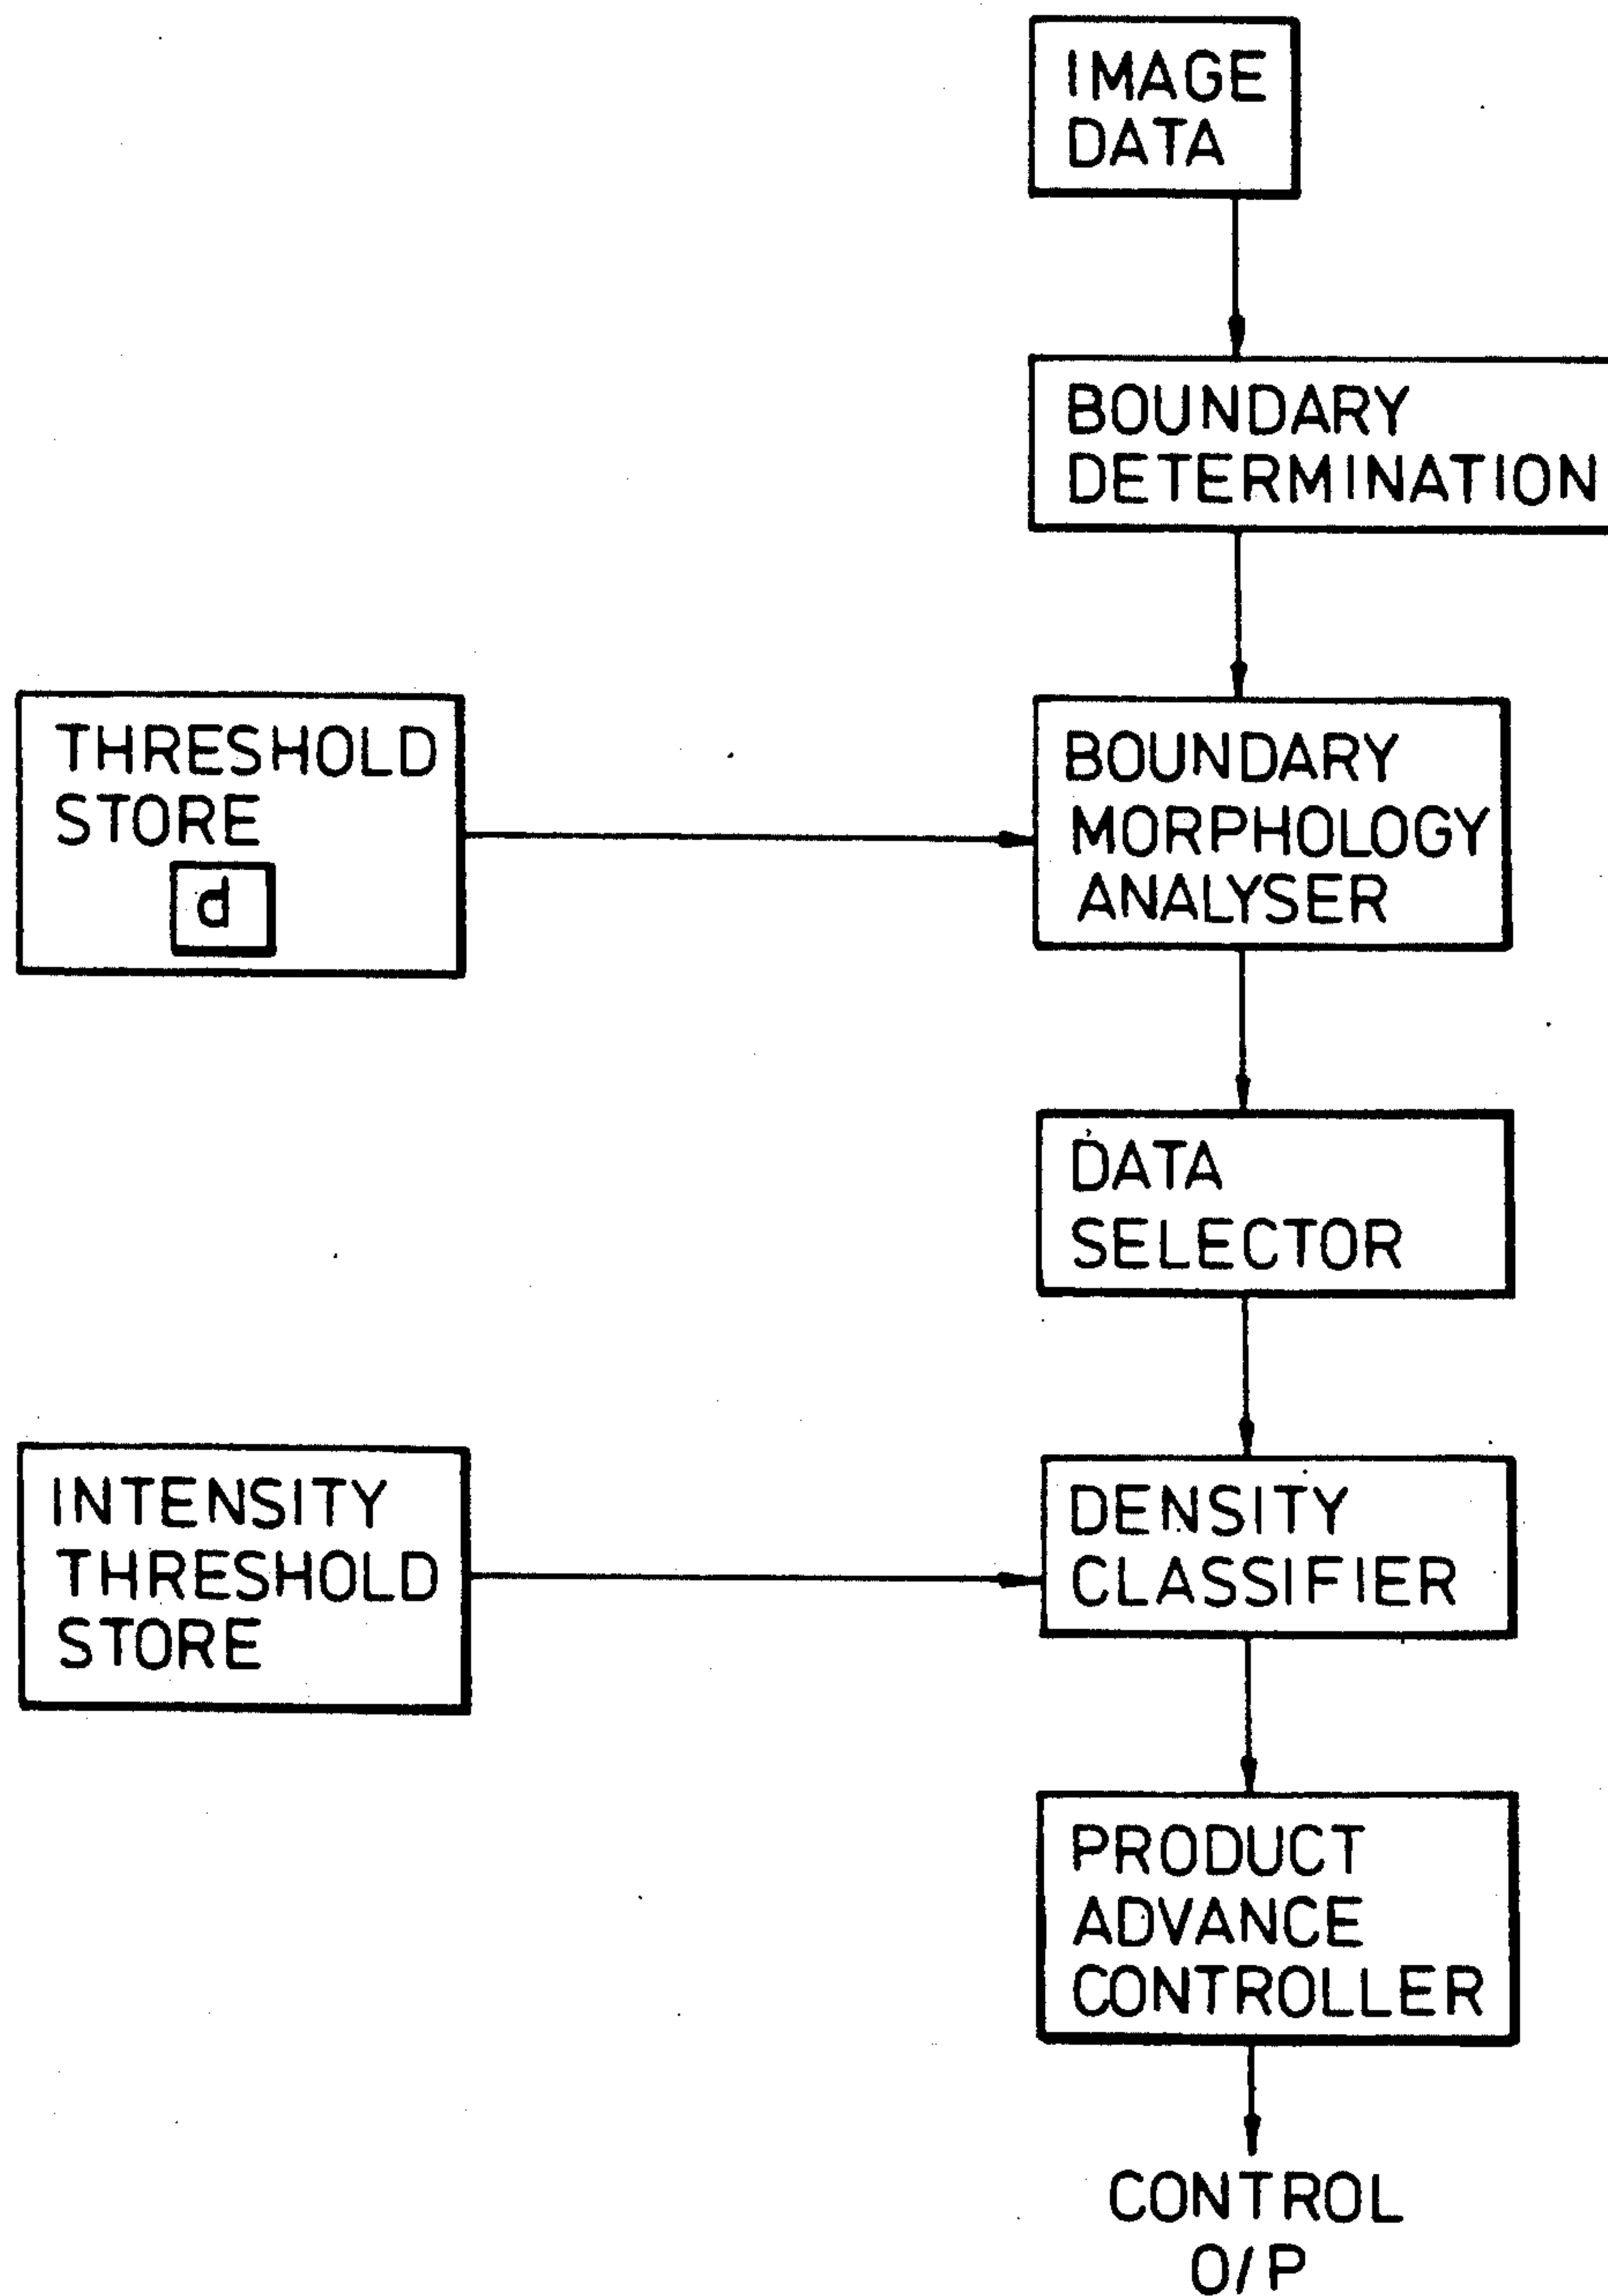 IMAGE
DATA
BOUNDARY
DETERMINATION
THRESHOLD
STORE
d
BOUNDARY
MORPHOLOGY
ANALYSER
DATA
SELECTOR
INTENSITY
THRESHOLD
STORE
DENSITY
CLASSIFIER
PRODUCT
ADVANCE
CONTROLLER
CONTROL
O/P